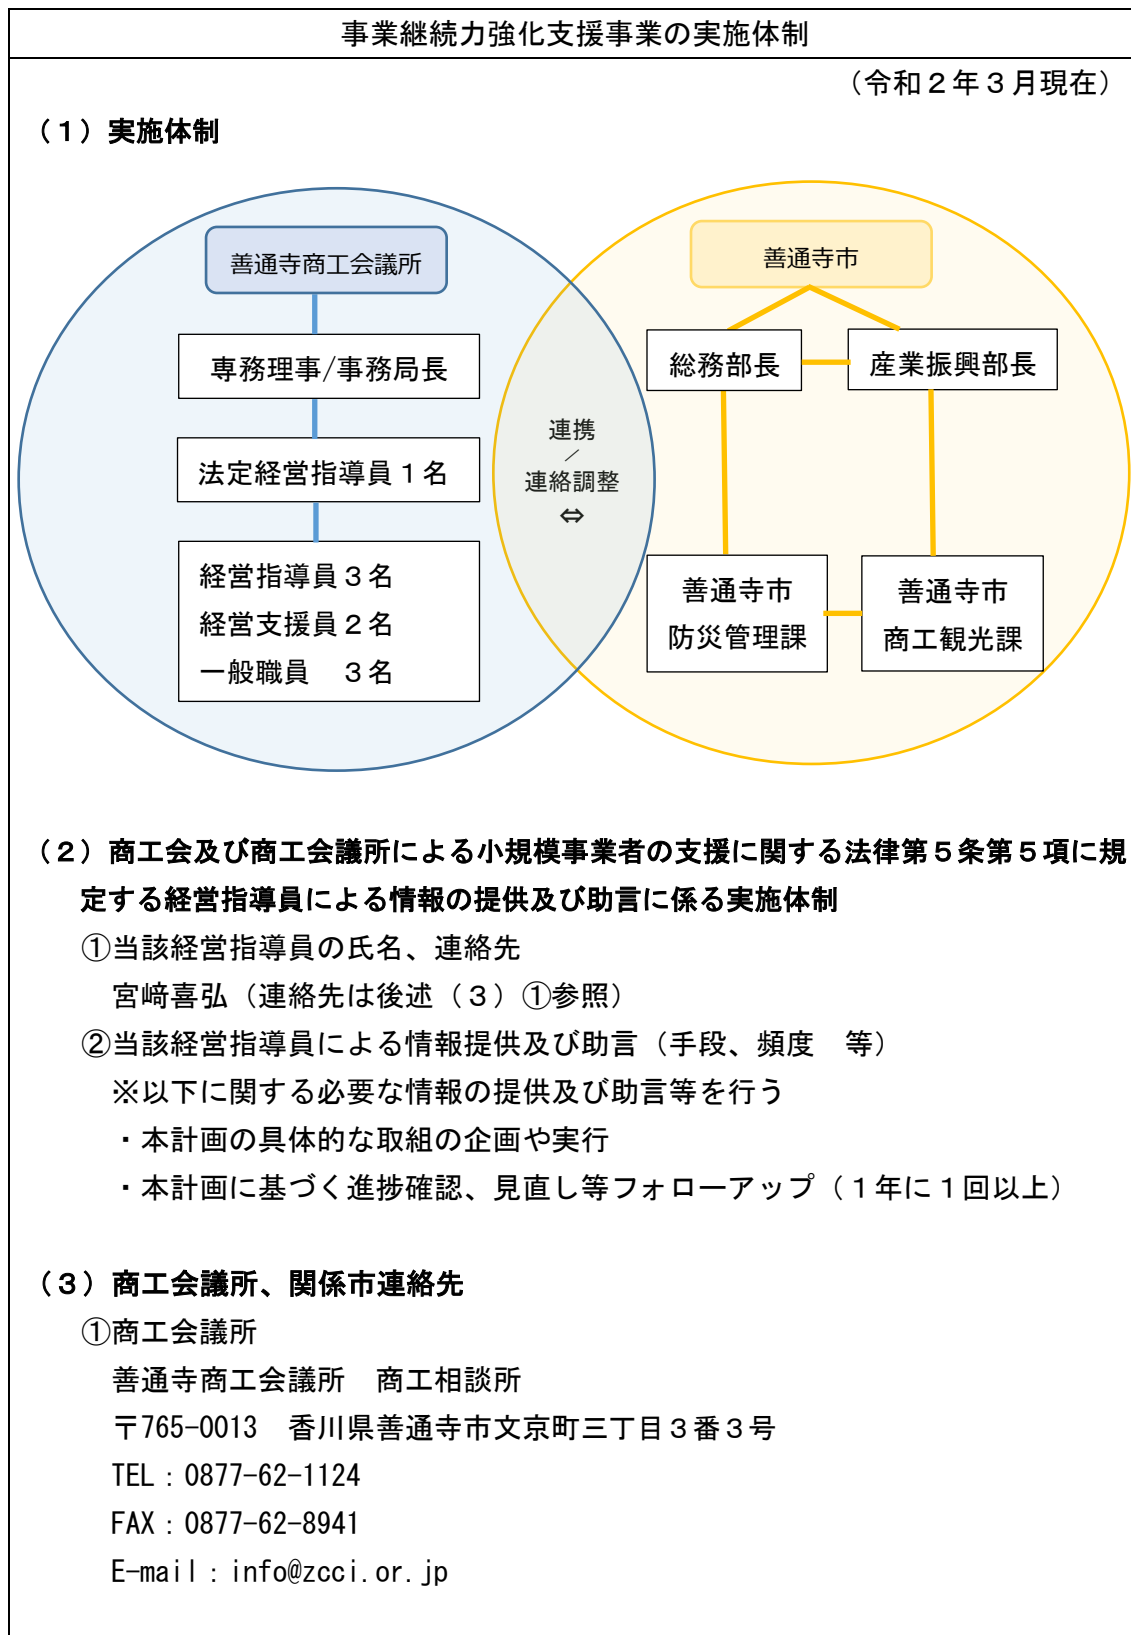 事業継続力強化支援事業の実施体制
（令和２年３月現在）
（１）実施体制
善通寺商工会議所
専務理事/事務局長
法定経営指導員１名
経営指導員３名
経営支援員２名
一般職員　３名
連携
／
連絡調整
⇔
善通寺市
総務部長
産業振興部長
善通寺市
防災管理課
善通寺市
商工観光課
（２）商工会及び商工会議所による小規模事業者の支援に関する法律第５条第５項に規
定する経営指導員による情報の提供及び助言に係る実施体制
①当該経営指導員の氏名、連絡先
宮﨑喜弘（連絡先は後述（３）①参照）
②当該経営指導員による情報提供及び助言（手段、頻度　等）
※以下に関する必要な情報の提供及び助言等を行う
・本計画の具体的な取組の企画や実行
・本計画に基づく進捗確認、見直し等フォローアップ（１年に１回以上）
（３）商工会議所、関係市連絡先
①商工会議所
善通寺商工会議所　商工相談所
〒765-0013　香川県善通寺市文京町三丁目３番３号
TEL：0877-62-1124
FAX：0877-62-8941
E-mail：info@zcci.or.jp